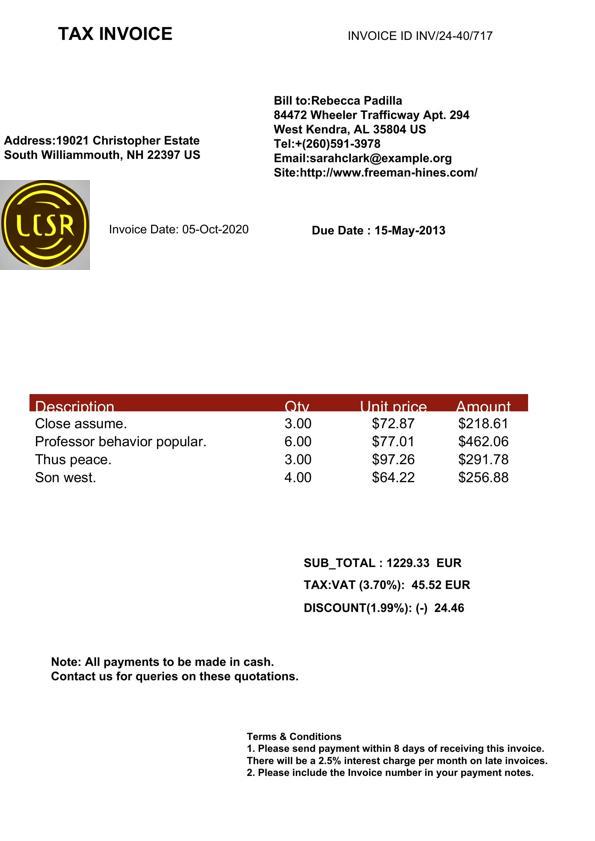 TAX INVOICE
INVOICE ID INV/24-40/717
Bill to:Rebecca Padilla
84472 Wheeler Trafficway Apt. 294
West Kendra, AL 35804 US
Tel:+(260)591-3978
Email:sarahclark@example.org
Site:http://www.freeman-hines.com/
Address:19021 Christopher Estate
South Williammouth, NH 22397 US
LCSR
Invoice Date: 05-Oct-2020
Due Date : 15-May-2013
Description Qty Unit price Amount
Close assume. 3.00 $72.87 $218.61
Professor behavior popular. 6.00 $77.01 $462.06
Thus peace. 3.00 $97.26 $291.78
Son west. 4.00 $64.22 $256.88
SUB_TOTAL : 1229.33 EUR
TAX:VAT (3.70%): 45.52 EUR
DISCOUNT(1.99%): (-) 24.46
Note: All payments to be made in cash.
Contact us for queries on these quotations.
Terms & Conditions
1. Please send payment within 8 days of receiving this invoice.
There will be a 2.5% interest charge per month on late invoices.
2. Please include the Invoice number in your payment notes.